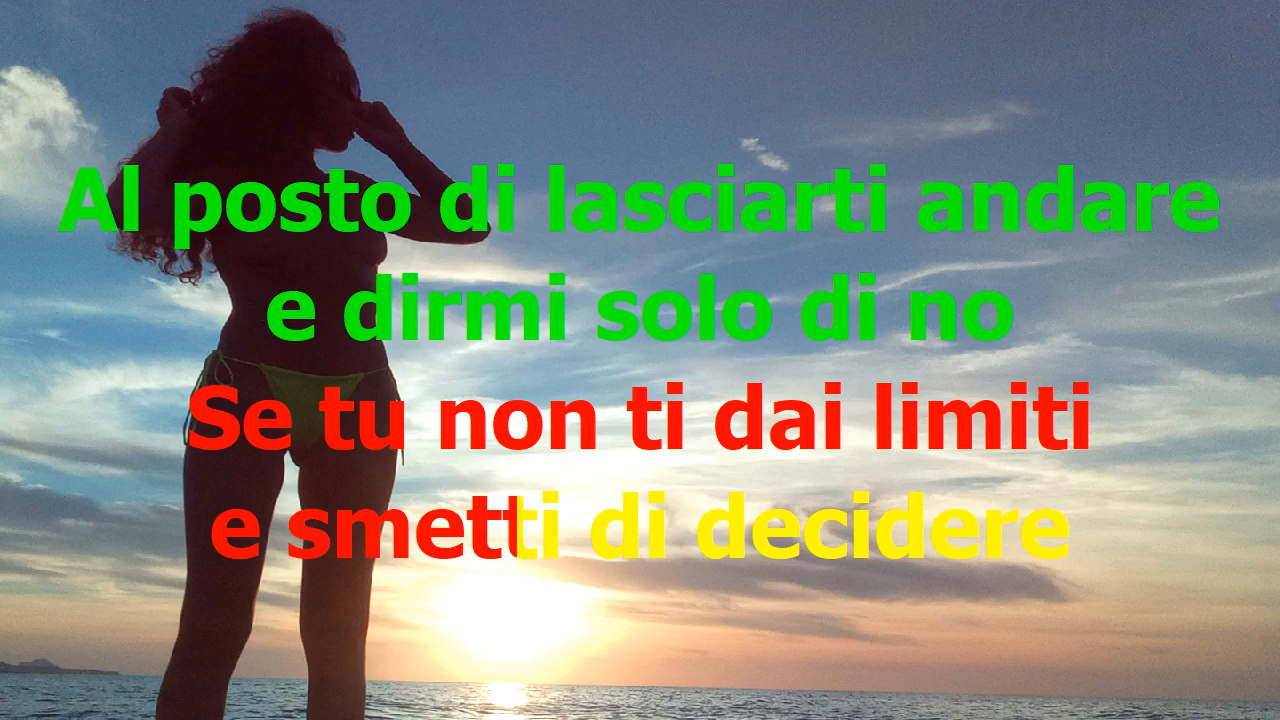 Al posto di lasciarti andare
e dirmi solo di no
Se tu non ti dai limiti
e smetti di decidere